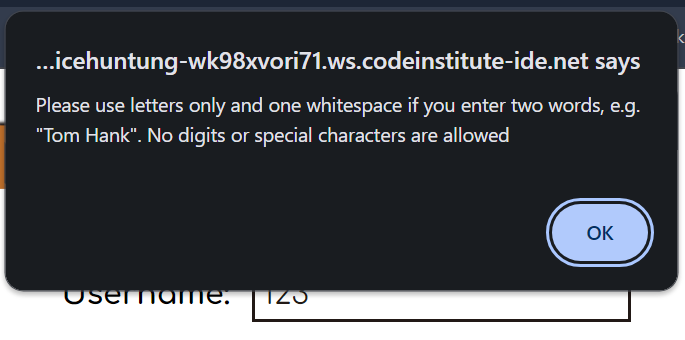 ...icehuntung-wk98xvori71.ws.codeinstitute-ide.net says
Please use letters only and one whitespace if you enter two words, e.g.
"Tom Hank". No digits or special characters are allowed
OK
Username: 123